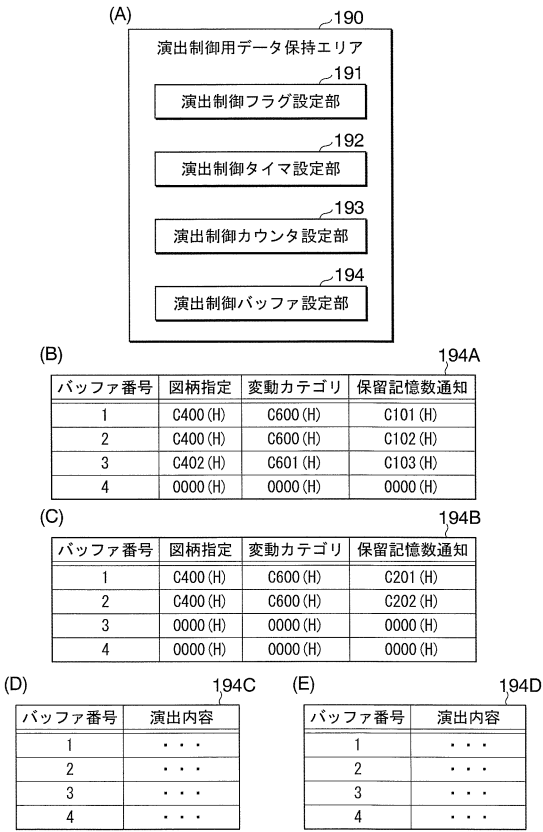 (A)
190
演出制御用データ保持エリア
191
演出制御フラグ設定部
192
演出制御タイマ設定部
193
演出制御カウンタ設定部
194
演出制御バッファ設定部
(B)
194A
バッファ番号 図柄指定 変動カテゴリ 保留記憶数通知
1 C400(H) C600(H) C101(H)
2 C400(H) C600(H) C102(H)
3 C402(H) C601(H) C103(H)
4 0000(H) 0000(H) 0000(H)
(C)
194B
バッファ番号 図柄指定 変動カテゴリ 保留記憶数通知
1 C400(H) C600(H) C201(H)
2 C400(H) C600(H) C202(H)
3 0000(H) 0000(H) 0000(H)
4 0000(H) 0000(H) 0000(H)
(D)
194C
バッファ番号 演出内容
1 ・・・
2 ・・・
3 ・・・
4 ・・・
(E)
194D
バッファ番号 演出内容
1 ・・・
2 ・・・
3 ・・・
4 ・・・